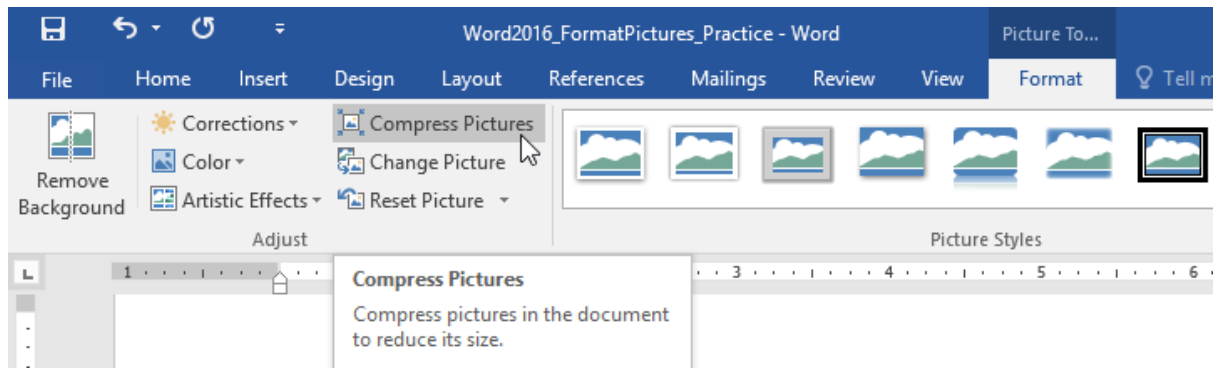 Word2016_FormatPictures_Practice - Word
Picture To...
File Home Insert Design Layout References Mailings Review View Format Tell
Corrections
Compress Pictures
Color
Change Picture
Remove
Background
Artistic Effects
Reset Picture
Adjust
Picture Styles
L
1 3 4 5 6
Compress Pictures
Compress pictures in the document
to reduce its size.